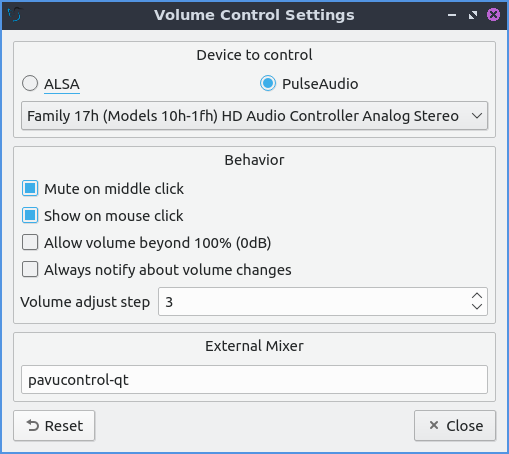 Volume Control Settings
Device to control
ALSA
PulseAudio
Family 17h (Models 10h-1fh) HD Audio Controller Analog Stereo
Behavior
Mute on middle click
Show on mouse click
Allow volume beyond 100% (0dB)
Always notify about volume changes
Volume adjust step 3
External Mixer
pavucontrol-qt
Reset
Close